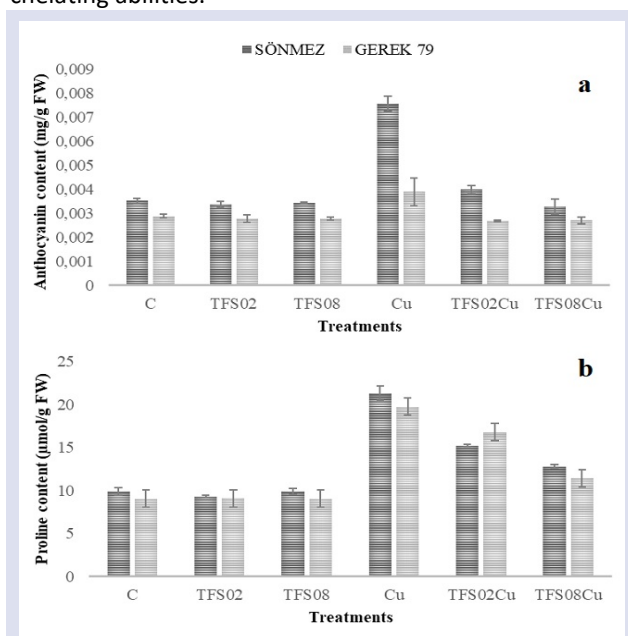 chelating abilities.
SÖNMEZ GEREK 79
a
0,009
0,008
0,007
0,006
0,005
0,004
0,003
0,002
0,001
0
Anthocyanin content (mg/g FW)
C TFS02 TFS08 Cu TFS02Cu TFS08Cu
Treatments
b
25
20
15
10
5
0
Proline content (µmol/g FW)
C TFS02 TFS08 Cu TFS02Cu TFS08Cu
Treatments